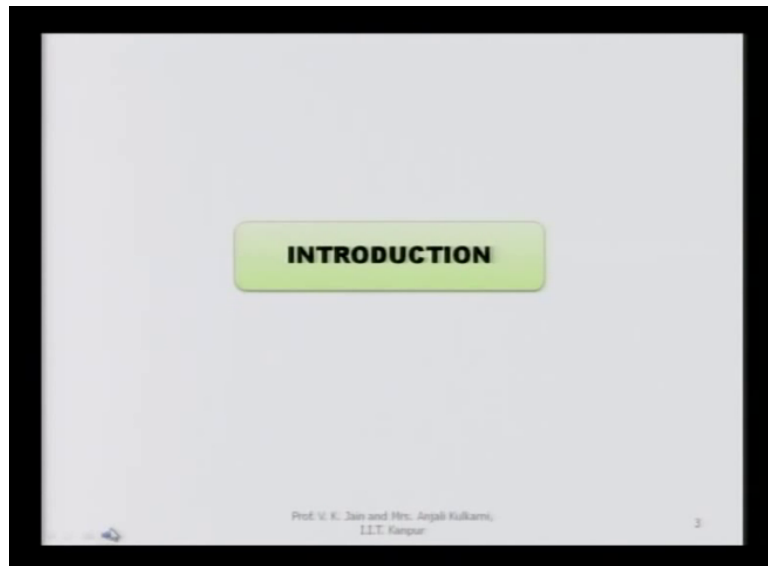 INTRODUCTION
Prof. V. K. Jain and Mrs. Anjali Kulkarni,
I.I.T. Kanpur
3